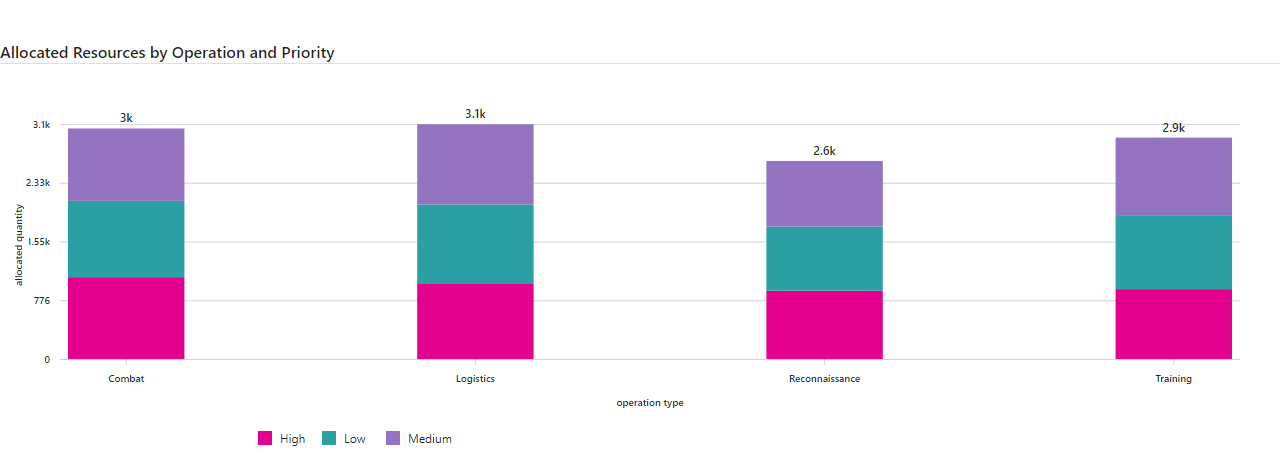 Allocated Resources by Operation and Priority
3k
3.1k
2.6k
2.9k
3.1k
2.33k
1.55k
776
0
allocated quantity
Combat
Logistics
Reconnaissance
Training
operation type
High
Low
Medium